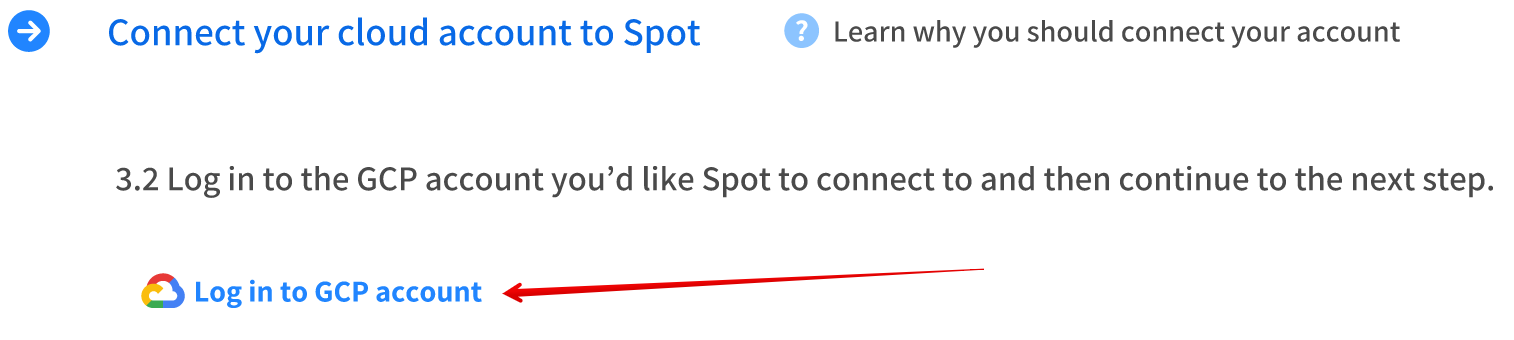 Connect your cloud account to Spot
? Learn why you should connect your account
3.2 Log in to the GCP account you’d like Spot to connect to and then continue to the next step.
Log in to GCP account